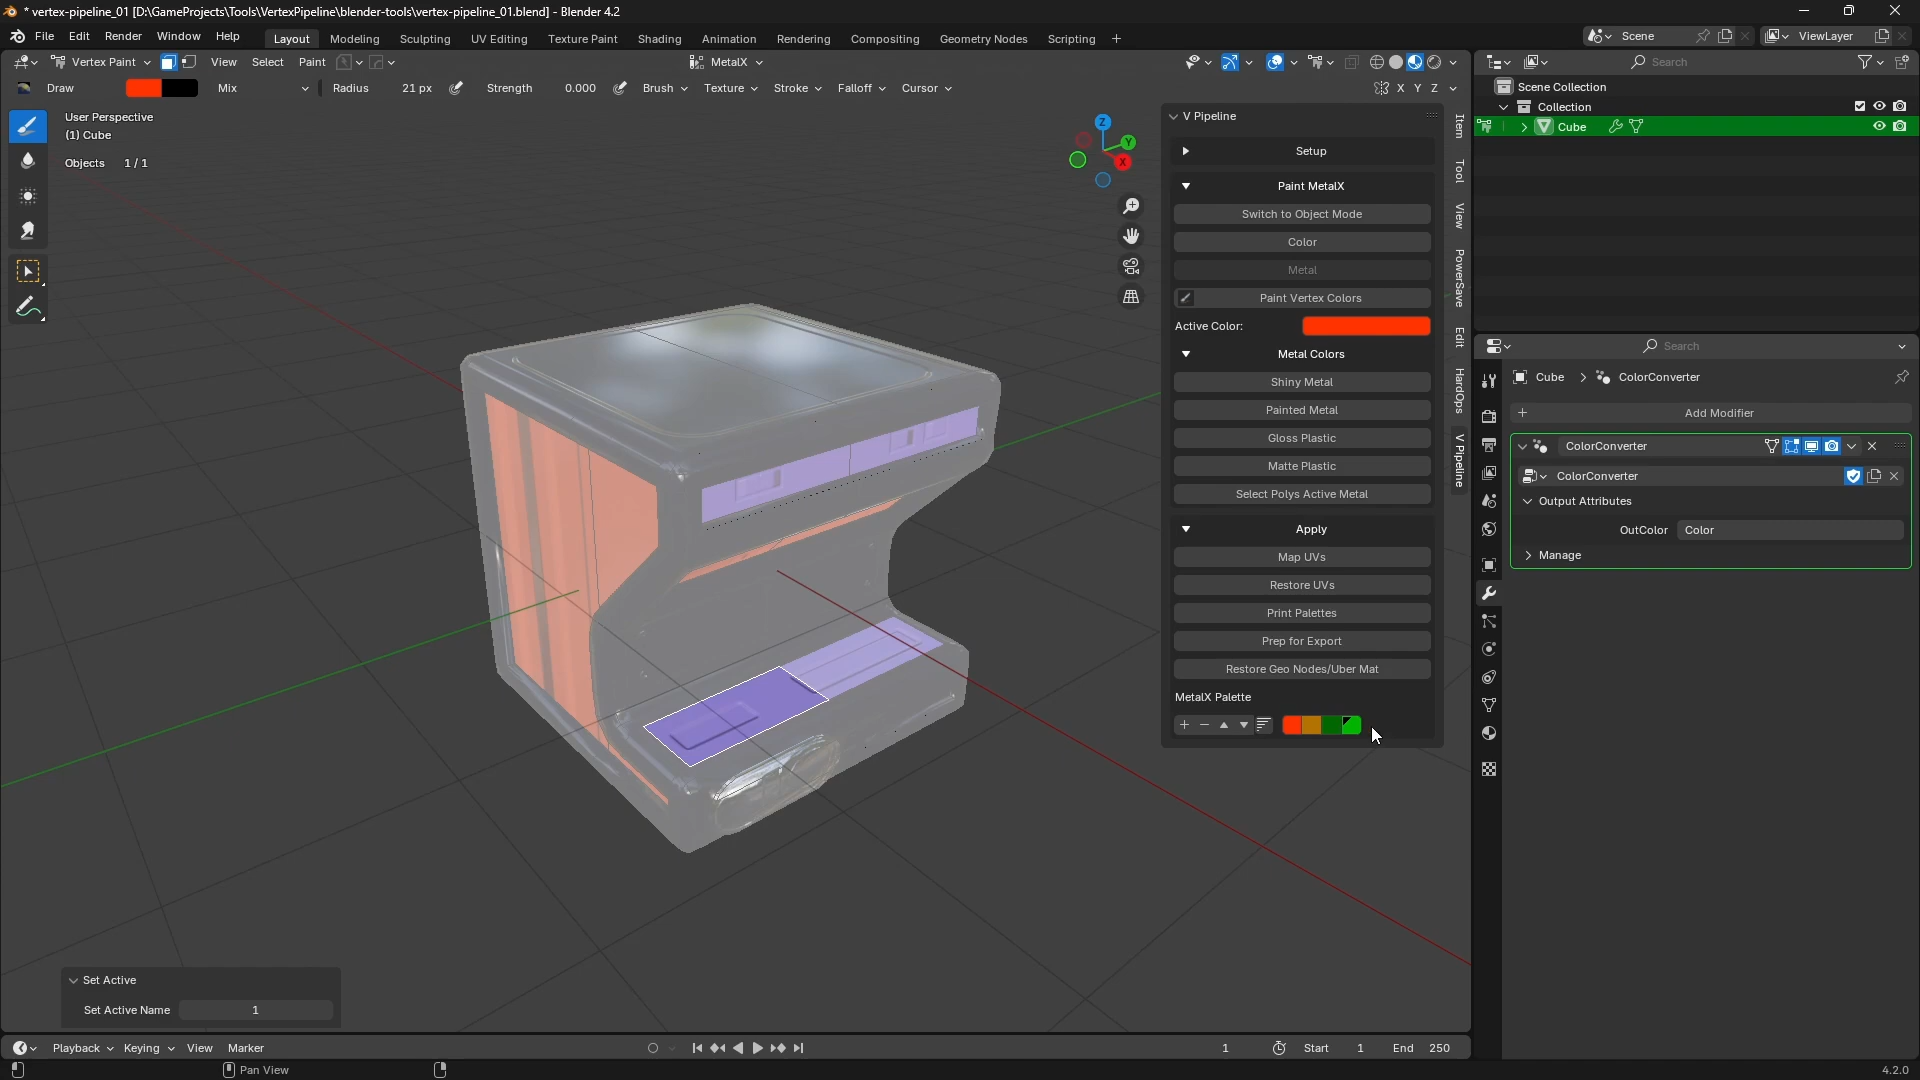 * vertex-pipeline_01 [D:\GameProjects\Tools\VertexPipeline\blender-tools\vertex-pipeline_01.blend] - Blender 4.2
File Edit Render Window Help Layout Modeling Sculpting UV Editing Texture Paint Shading Animation Rendering Compositing Geometry Nodes Scripting + Scene ViewLayer
Vertex Paint View Select Paint MetalX Search
Draw Mix Radius 21 px Strength 0.000 Brush Texture Stroke Falloff Cursor X Y Z
Scene Collection
Collection
Cube
User Perspective
(1) Cube
Objects 1 / 1
Z
Y
X
V Pipeline
Setup
Paint MetalX
Switch to Object Mode
Color
Metal
Paint Vertex Colors
Active Color:
Metal Colors
Shiny Metal
Painted Metal
Gloss Plastic
Matte Plastic
Select Polys Active Metal
Apply
Map UVs
Restore UVs
Print Palettes
Prep for Export
Restore Geo Nodes/Uber Mat
MetalX Palette
Item
Tool
View
PowerSave
Edit
HardOps
V Pipeline
Search
Cube ColorConverter
Add Modifier
ColorConverter
ColorConverter
Output Attributes
OutColor Color
Manage
Set Active
Set Active Name 1
Playback Keying View Marker 1 Start 1 End 250
Pan View 4.2.0